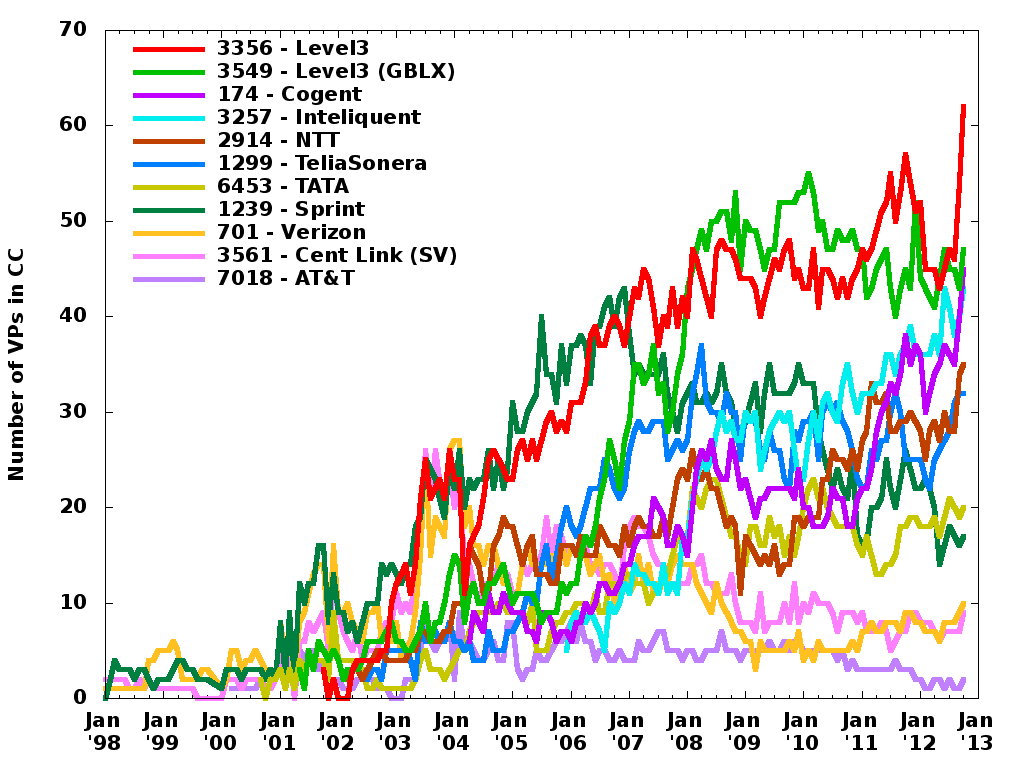 70
60
50
40
30
20
10
0
Number of VPs in CC
3356 - Level3
3549 - Level3 (GBLX)
174 - Cogent
3257 - Inteliquent
2914 - NTT
1299 - TeliaSonera
6453 - TATA
1239 - Sprint
701 - Verizon
3561 - Cent Link (SV)
7018 - AT&T
Jan Jan Jan Jan Jan Jan Jan Jan Jan Jan Jan Jan Jan Jan Jan Jan
'98 '99 '00 '01 '02 '03 '04 '05 '06 '07 '08 '09 '10 '11 '12 '13